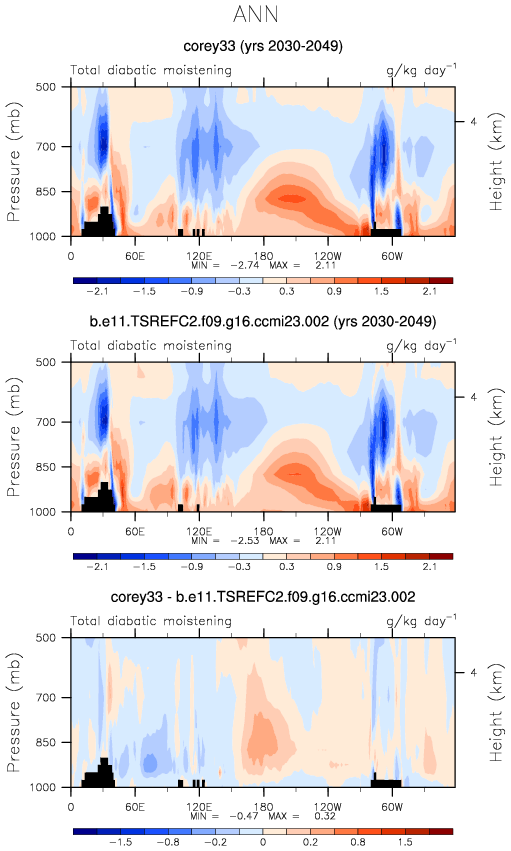 ANN
corey33 (yrs 2030-2049)
Total diabatic moistening g/kg day⁻¹
500
700
850
1000
Pressure (mb)
4
Height (km)
0 60E 120E 180 120W 60W
MIN = -2.74 MAX = 2.11
-2.1 -1.5 -0.9 -0.3 0.3 0.9 1.5 2.1
b.e11.TSREFC2.f09.g16.ccmi23.002 (yrs 2030-2049)
Total diabatic moistening g/kg day⁻¹
500
700
850
1000
Pressure (mb)
4
Height (km)
0 60E 120E 180 120W 60W
MIN = -2.53 MAX = 2.11
-2.1 -1.5 -0.9 -0.3 0.3 0.9 1.5 2.1
corey33 - b.e11.TSREFC2.f09.g16.ccmi23.002
Total diabatic moistening g/kg day⁻¹
500
700
850
1000
Pressure (mb)
4
Height (km)
0 60E 120E 180 120W 60W
MIN = -0.47 MAX = 0.32
-1.5 -0.8 -0.2 0 0.2 0.8 1.5